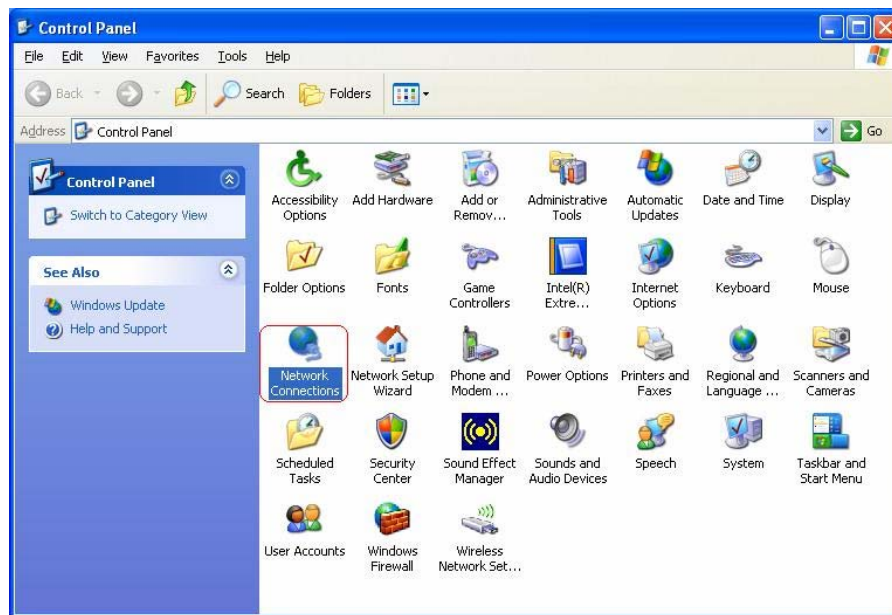 Control Panel
File Edit View Favorites Tools Help
Back Search Folders
Address Control Panel Go
Control Panel
Switch to Category View
See Also
Windows Update
Help and Support
Accessibility Options
Add Hardware
Add or Remov...
Administrative Tools
Automatic Updates
Date and Time
Display
Folder Options
Fonts
Game Controllers
Intel(R) Extre...
Internet Options
Keyboard
Mouse
Network Connections
Network Setup Wizard
Phone and Modem ...
Power Options
Printers and Faxes
Regional and Language ...
Scanners and Cameras
Scheduled Tasks
Security Center
Sound Effect Manager
Sounds and Audio Devices
Speech
System
Taskbar and Start Menu
User Accounts
Windows Firewall
Wireless Network Set...